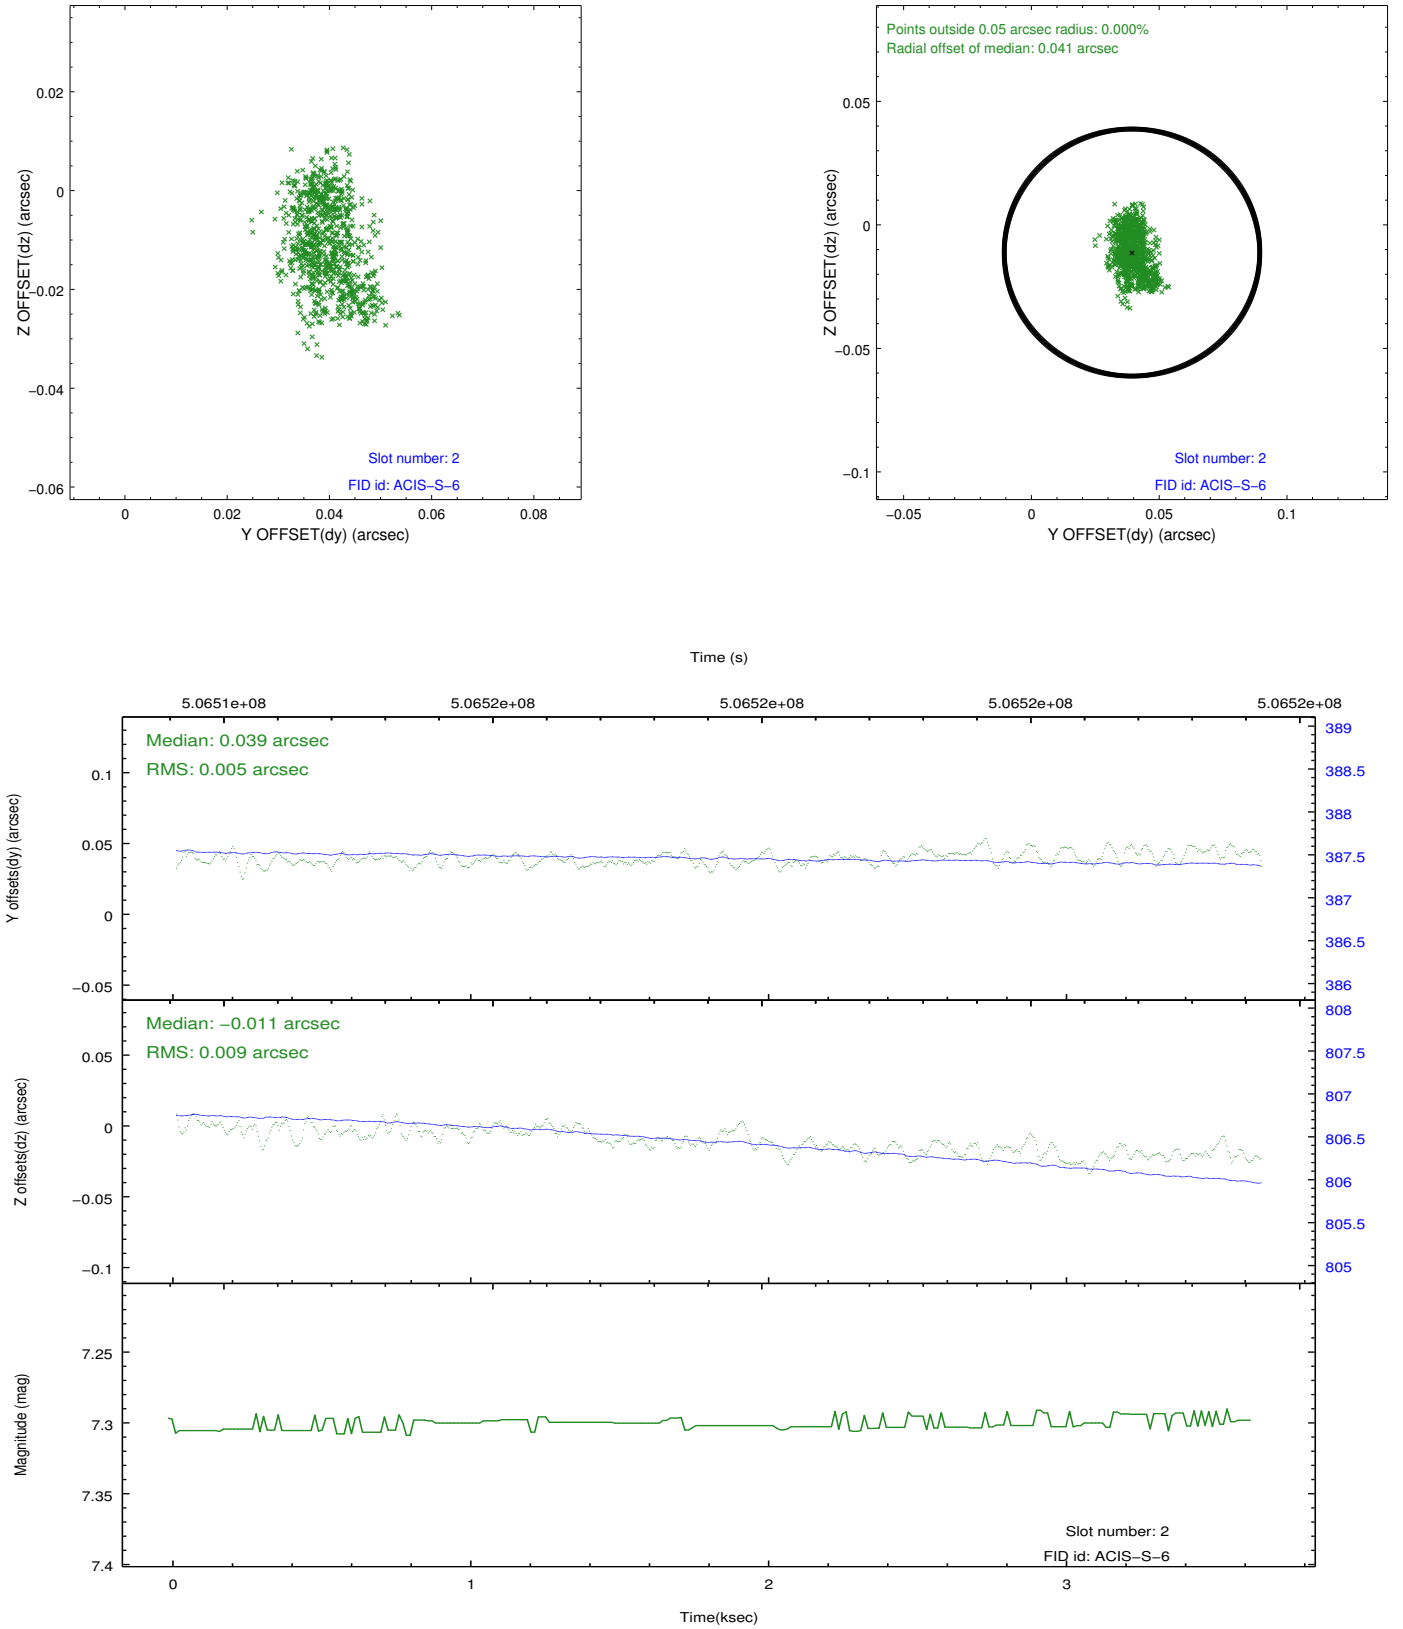 0.02
0
−0.02
−0.04
−0.06
Z OFFSET(dz) (arcsec)
Slot number: 2
FID id: ACIS−S−6
0 0.02 0.04 0.06 0.08
Y OFFSET(dy) (arcsec)
Points outside 0.05 arcsec radius: 0.000%
Radial offset of median: 0.041 arcsec
0.05
0
−0.05
−0.1
Z OFFSET(dz) (arcsec)
Slot number: 2
FID id: ACIS−S−6
−0.05 0 0.05 0.1
Y OFFSET(dy) (arcsec)
Time (s)
5.0651e+08 5.0652e+08 5.0652e+08 5.0652e+08 5.0652e+08
Median: 0.039 arcsec
RMS: 0.005 arcsec
0.1
0.05
0
−0.05
Y offsets(dy) (arcsec)
389
388.5
388
387.5
387
386.5
386
Median: −0.011 arcsec
RMS: 0.009 arcsec
0.05
0
−0.05
−0.1
Z offsets(dz) (arcsec)
808
807.5
807
806.5
806
805.5
805
7.25
7.3
7.35
7.4
Magnitude (mag)
Slot number: 2
FID id: ACIS−S−6
0 1 2 3
Time(ksec)